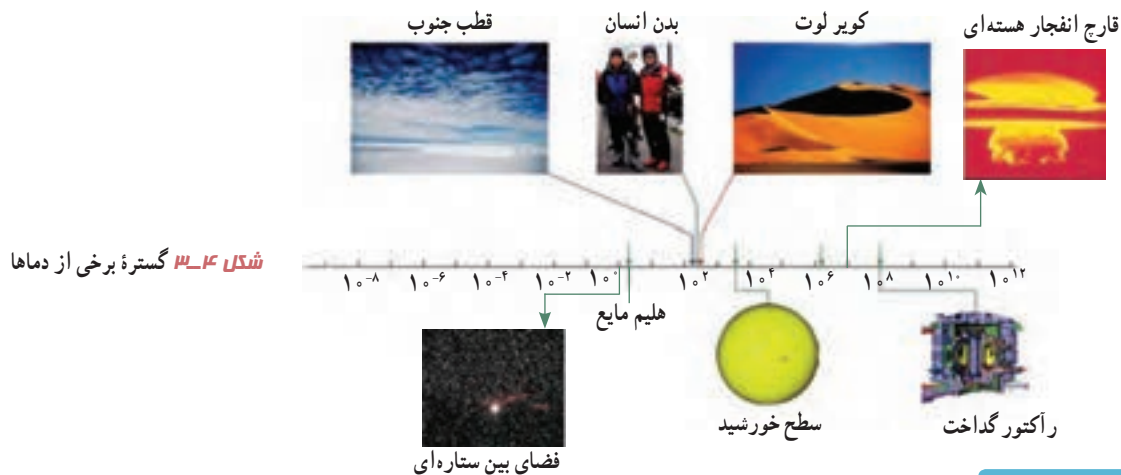 قارچ انفجار هسته‌ای
کویر لوت
بدن انسان
قطب جنوب
شکل ۴ــ۳ گسترهٔ برخی از دماها
۱۰⁻⁸ ۱۰⁻⁶ ۱۰⁻⁴ ۱۰⁻² ۱۰⁰ ۱۰² ۱۰⁴ ۱۰⁶ ۱۰⁸ ۱۰¹⁰ ۱۰¹²
هلیم مایع
سطح خورشید
رآکتور گداخت
فضای بین ستاره‌ای